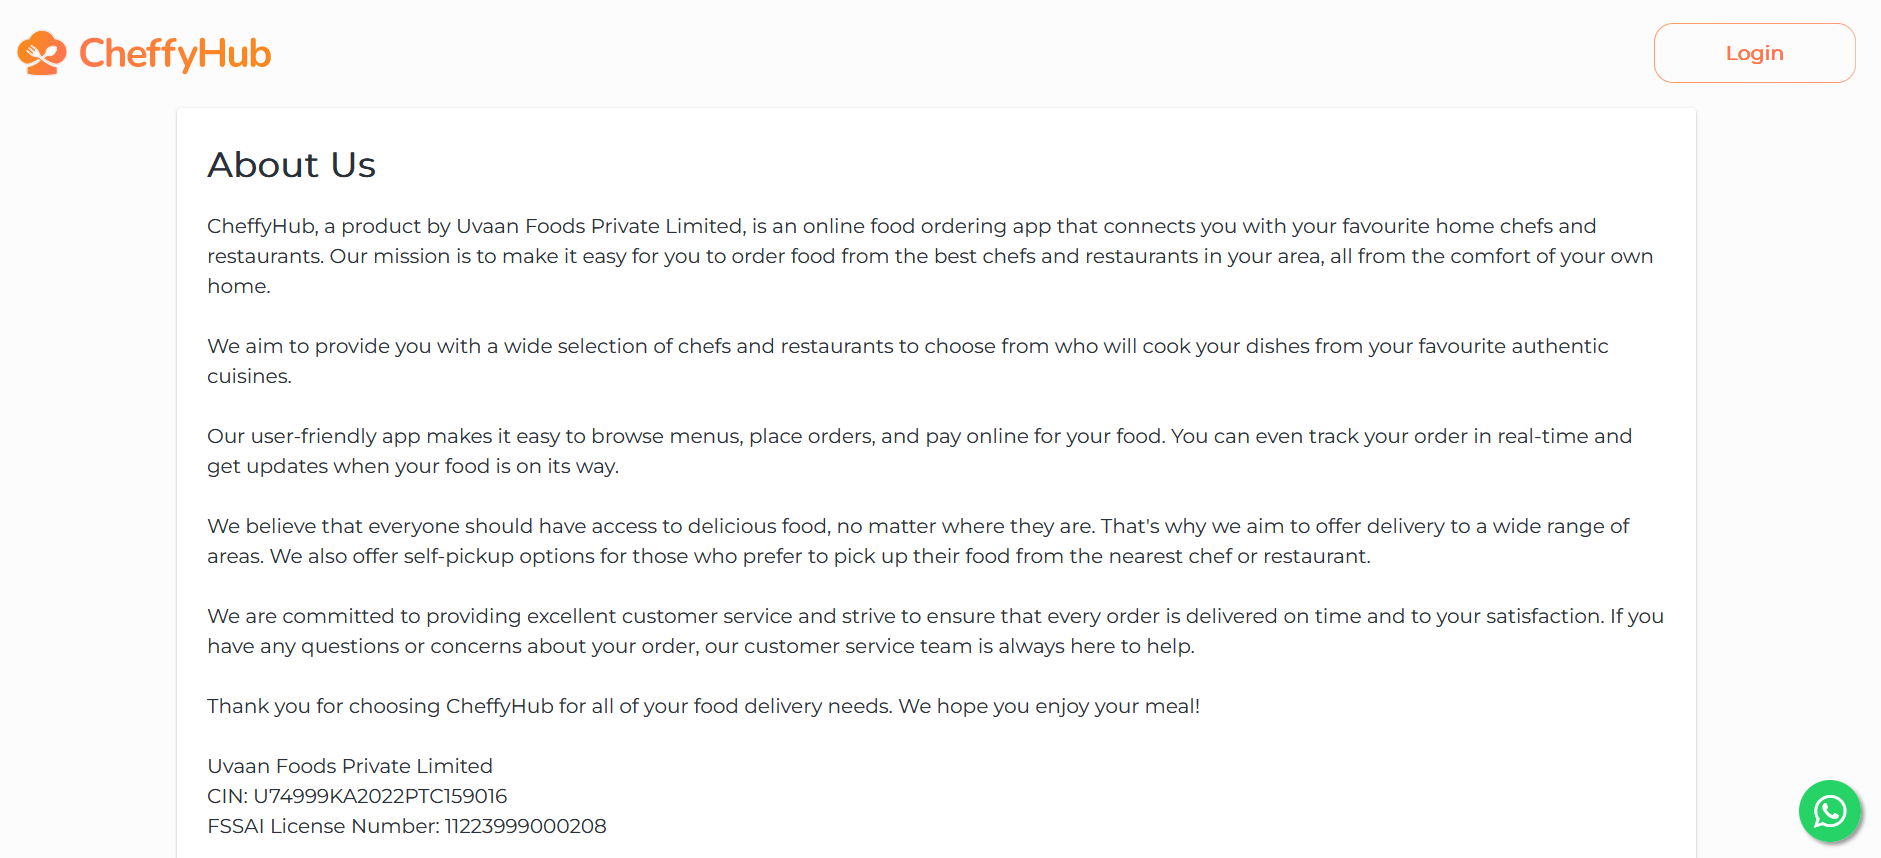 CheffyHub
Login
About Us
CheffyHub, a product by Uvaan Foods Private Limited, is an online food ordering app that connects you with your favourite home chefs and
restaurants. Our mission is to make it easy for you to order food from the best chefs and restaurants in your area, all from the comfort of your own
home.
We aim to provide you with a wide selection of chefs and restaurants to choose from who will cook your dishes from your favourite authentic
cuisines.
Our user-friendly app makes it easy to browse menus, place orders, and pay online for your food. You can even track your order in real-time and
get updates when your food is on its way.
We believe that everyone should have access to delicious food, no matter where they are. That's why we aim to offer delivery to a wide range of
areas. We also offer self-pickup options for those who prefer to pick up their food from the nearest chef or restaurant.
We are committed to providing excellent customer service and strive to ensure that every order is delivered on time and to your satisfaction. If you
have any questions or concerns about your order, our customer service team is always here to help.
Thank you for choosing CheffyHub for all of your food delivery needs. We hope you enjoy your meal!
Uvaan Foods Private Limited
CIN: U74999KA2022PTC159016
FSSAI License Number: 11223999000208